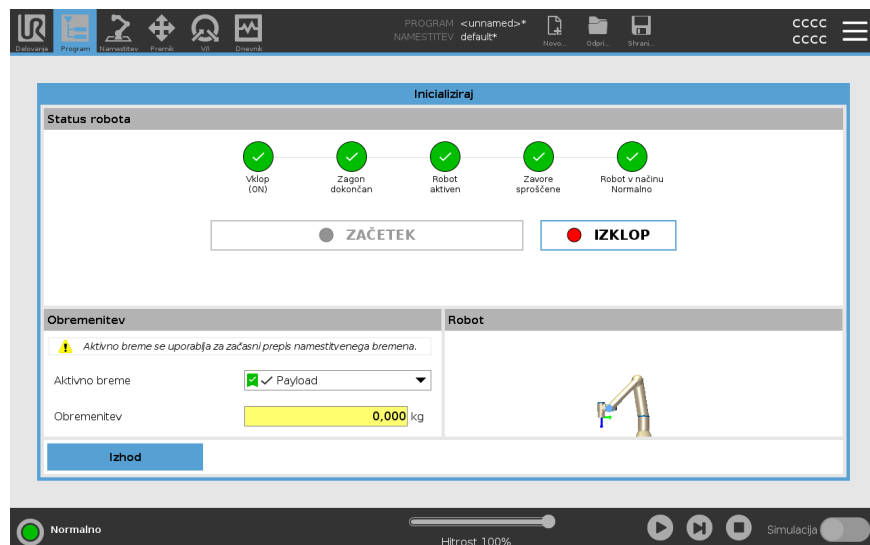 PROGRAM <unnamed>*
NAMESTITEV default*
CCCC
CCCC
Delovanje Program Namestitev Premik V/I Dnevnik Novo... Odpri... Shrani...
Inicializiraj
Status robota
Vklop (ON)
Zagon dokončan
Robot aktiven
Zavore sproščene
Robot v načinu Normalno
ZAČETEK
IZKLOP
Obremenitev
Robot
Aktivno breme se uporablja za začasni prepis namestitvenega bremena.
Aktivno breme
Payload
Obremenitev
0,000 kg
Izhod
Normalno
Hitrost 100%
Simulacija